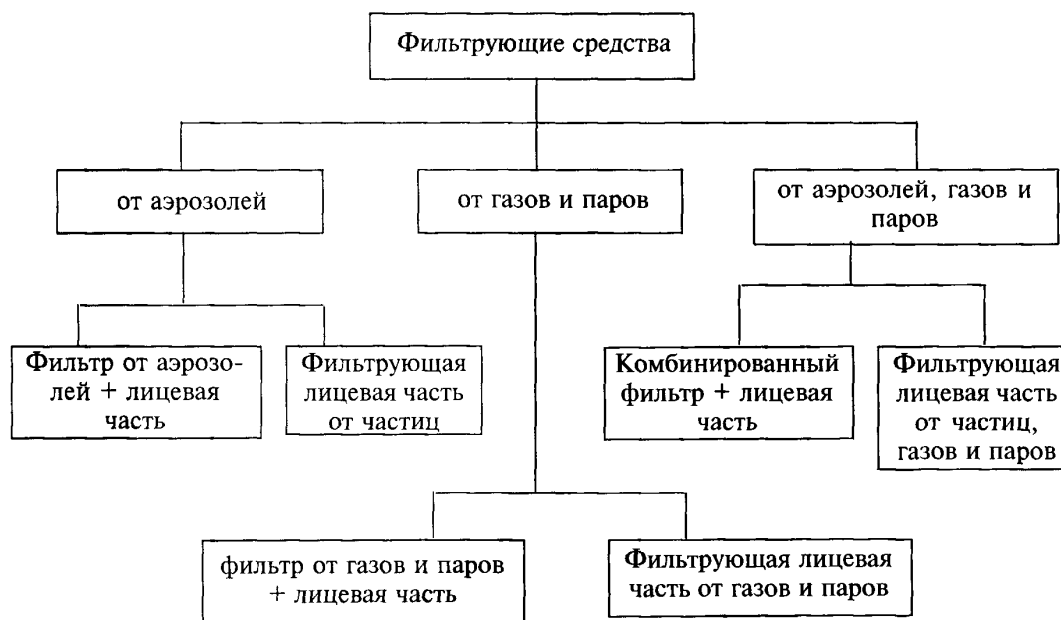 Фильтрующие средства
от аэрозолей
от газов и паров
от аэрозолей, газов и
паров
Фильтр от аэрозо-
лей + лицевая
часть
Фильтрующая
лицевая часть
от частиц
Комбинированный
фильтр + лицевая
часть
Фильтрующая
лицевая часть
от частиц,
газов и паров
фильтр от газов и паров
+ лицевая часть
Фильтрующая лицевая
часть от газов и паров